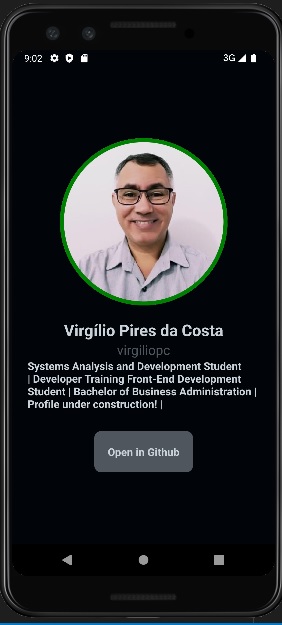 9:02
3G
Virgílio Pires da Costa
virgiliopc
Systems Analysis and Development Student
| Developer Training Front-End Development
Student | Bachelor of Business Administration |
Profile under construction! |
Open in Github